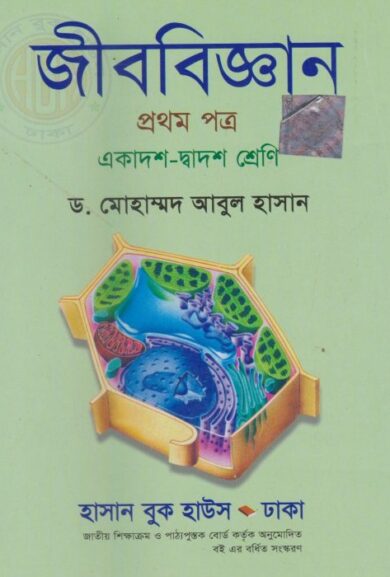 জীববিজ্ঞান
প্রথম পত্র
একাদশ-দ্বাদশ শ্রেণি
ড. মোহাম্মদ আবুল হাসান
হাসান বুক হাউস ঢাকা
জাতীয় শিক্ষাক্রম ও পাঠ্যপুস্তক বোর্ড কর্তৃক অনুমোদিত
বই এর বর্ধিত সংস্করণ